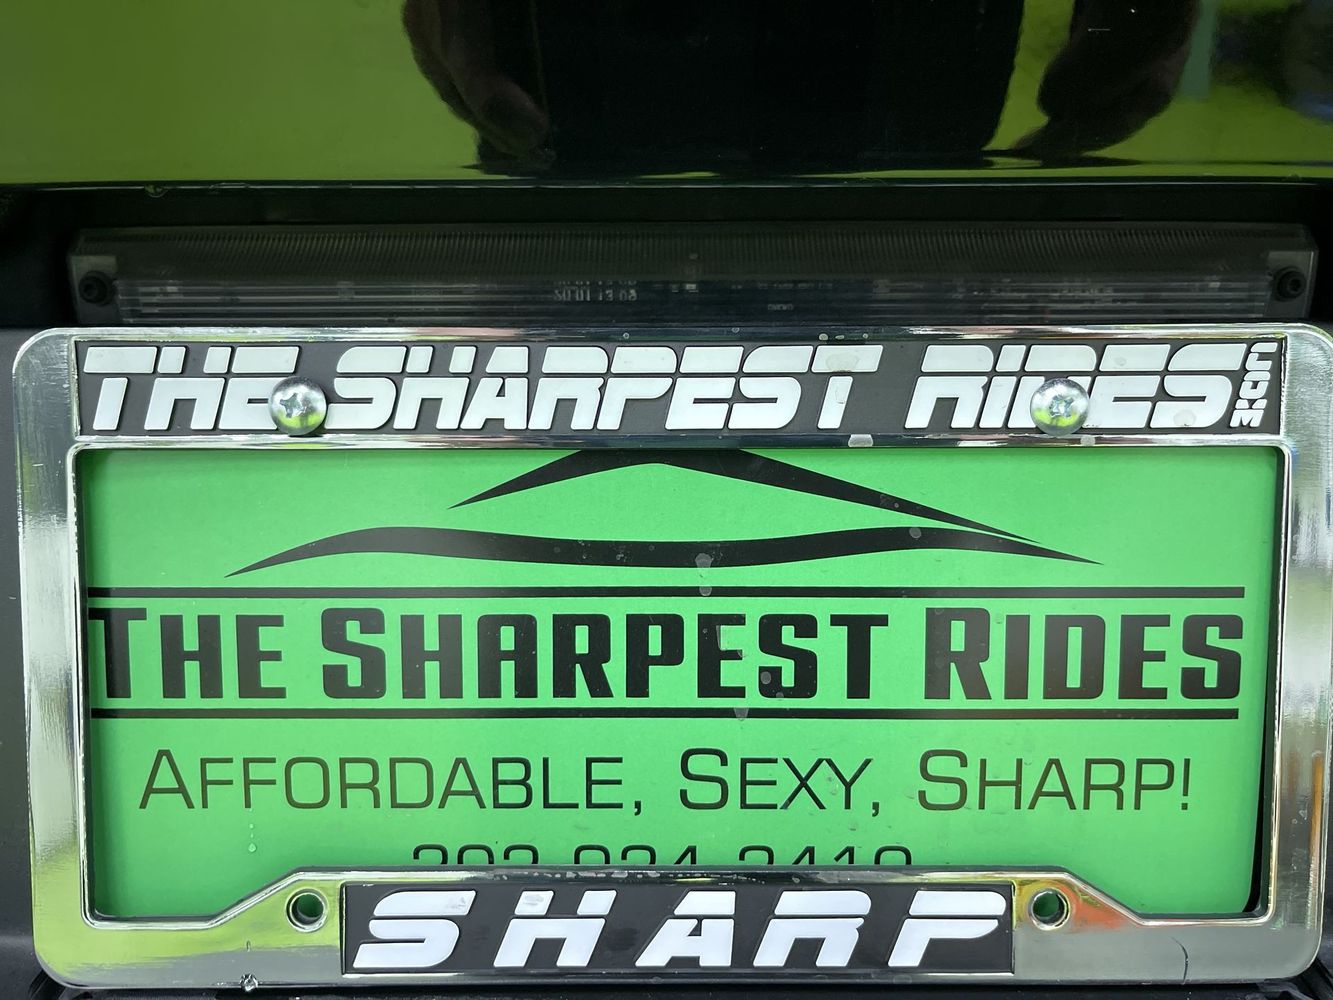 THE SHARPEST RIDES.COM
THE SHARPEST RIDES
AFFORDABLE, SEXY, SHARP!
SHARP